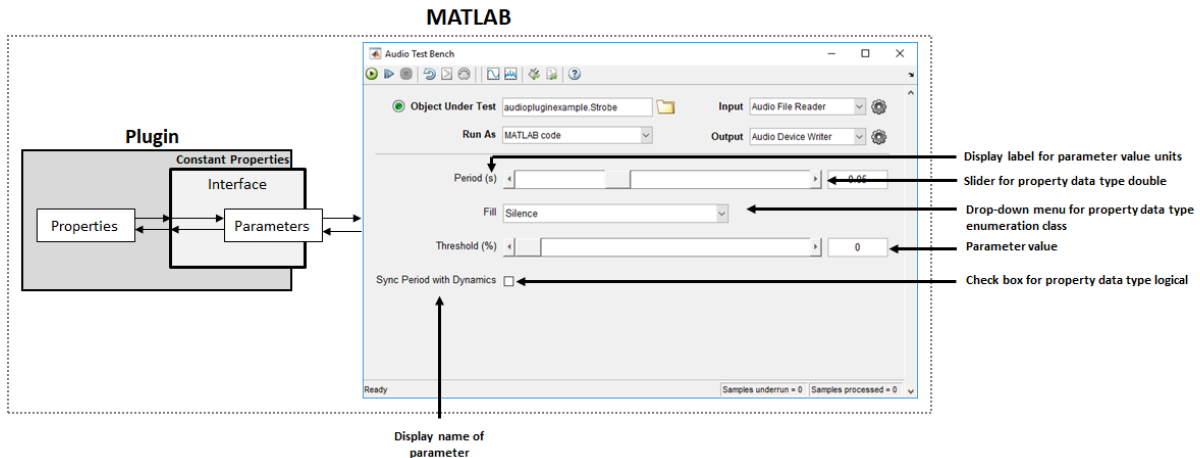 MATLAB
Audio Test Bench
Object Under Test audiopluginexample.Strobe Input Audio File Reader
Run As MATLAB code Output Audio Device Writer
Plugin
Constant Properties
Interface
Properties
Parameters
Period (s) 0.05
Fill Silence
Threshold (%) 0
Sync Period with Dynamics
Ready Samples underrun = 0 Samples processed = 0
Display label for parameter value units
Slider for property data type double
Drop-down menu for property data type
enumeration class
Parameter value
Check box for property data type logical
Display name of
parameter